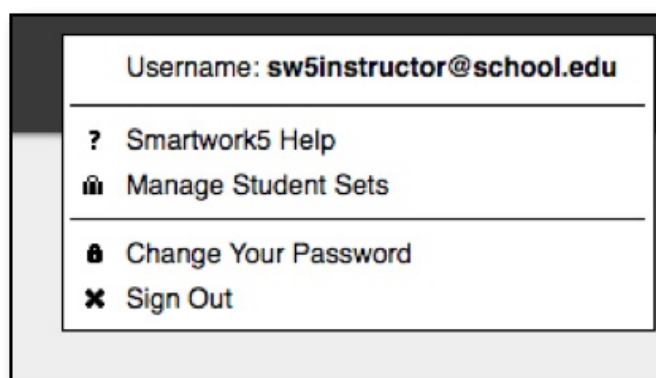 Username: sw5instructor@school.edu
? Smartwork5 Help
Manage Student Sets
Change Your Password
Sign Out